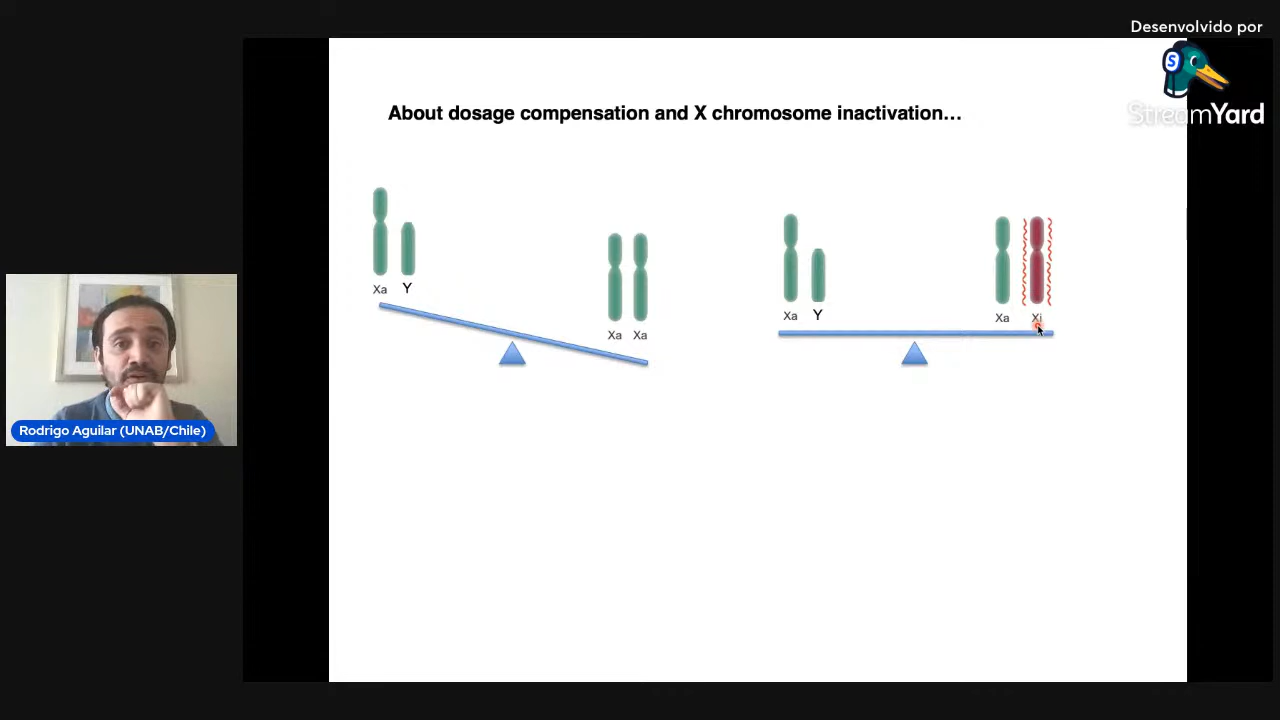 Desenvolvido por
S
StreamYard
About dosage compensation and X chromosome inactivation...
Xa Y
Xa Xa
Xa Y
Xa Xi
Rodrigo Aguilar (UNAB/Chile)